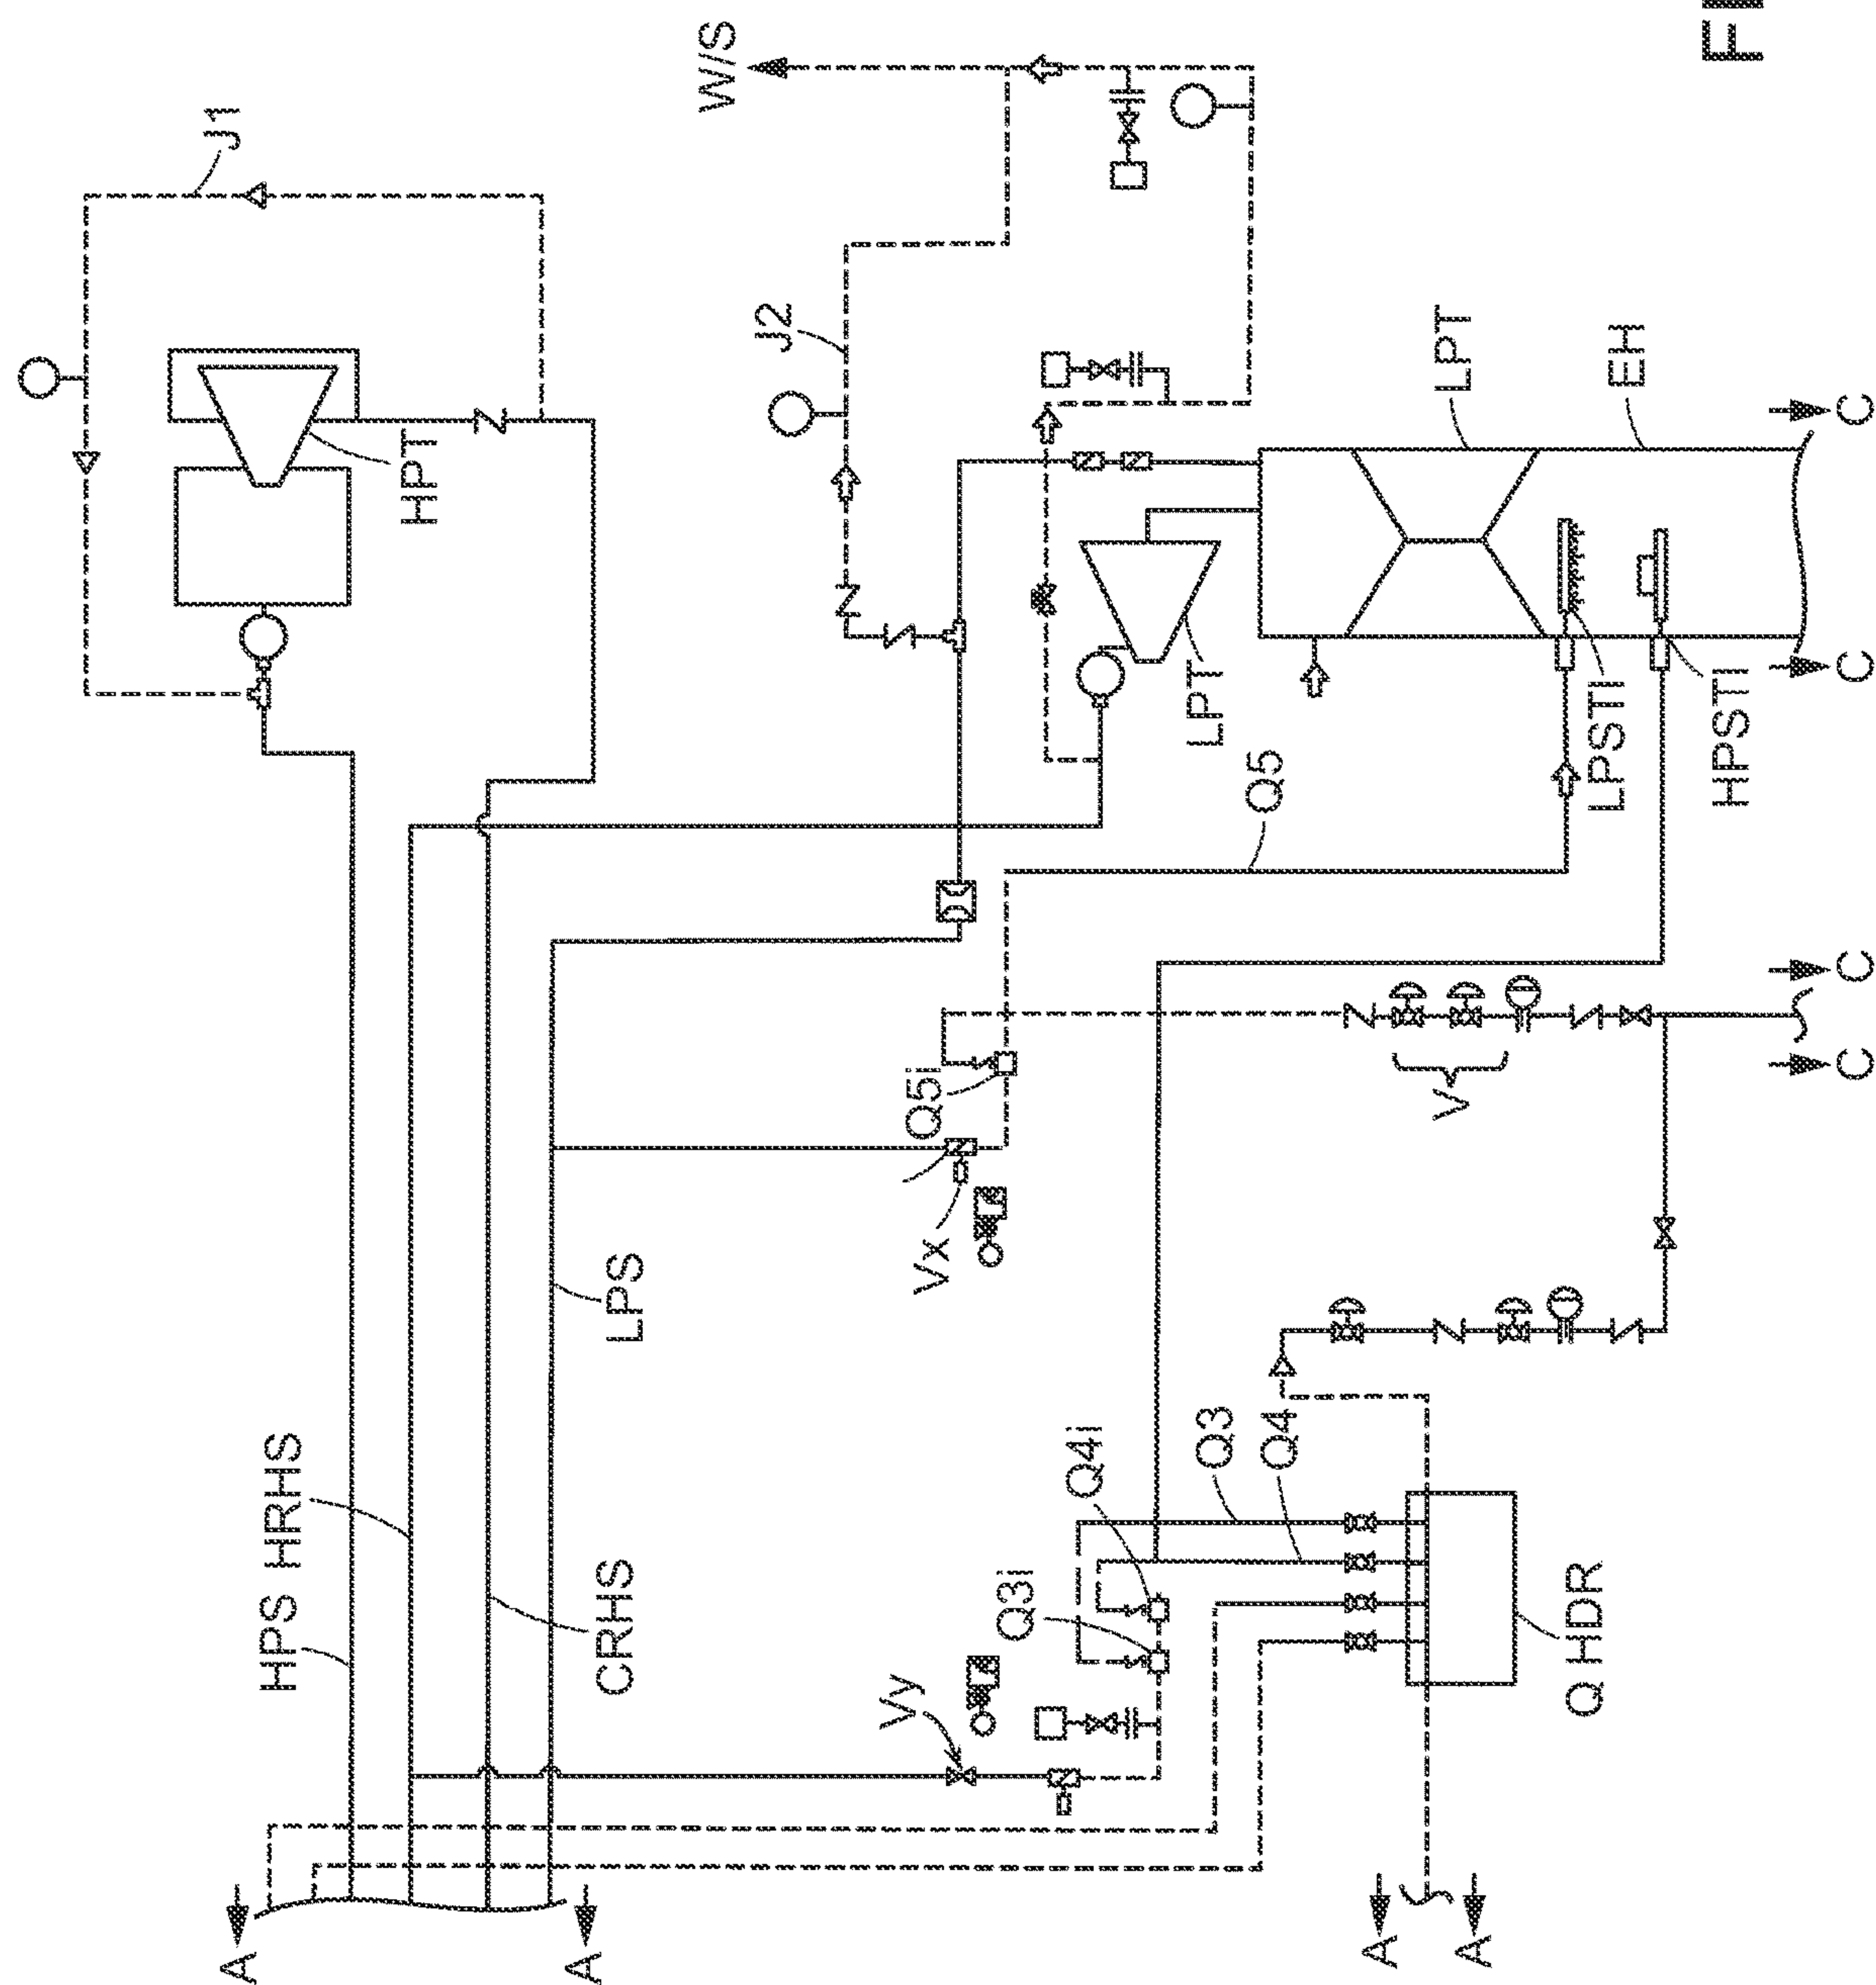 FI
W/S
J1
J2
HPT
LPT
EH
C
LPT
LPSTI
HPSTI
C
Q5
C
Q5i
V
C
Vx
LPS
HPS
HRHS
CRHS
Q4i
Q3
Q4
Q3i
Q HDR
Vy
A
A
A
A